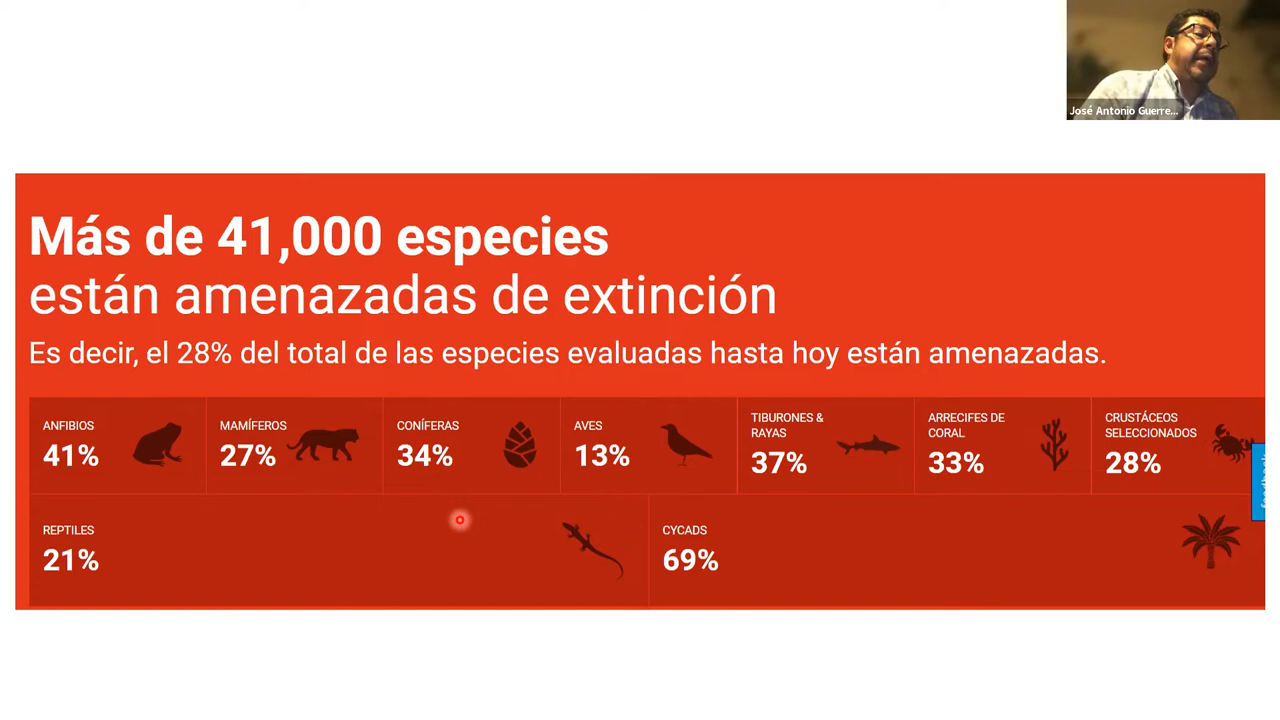 José Antonio Guerre...
Más de 41,000 especies
están amenazadas de extinción
Es decir, el 28% del total de las especies evaluadas hasta hoy están amenazadas.
ANFIBIOS
41%
MAMÍFEROS
27%
CONÍFERAS
34%
AVES
13%
TIBURONES &
RAYAS
37%
ARRECIFES DE
CORAL
33%
CRUSTÁCEOS
SELECCIONADOS
28%
feedback
REPTILES
21%
CYCADS
69%